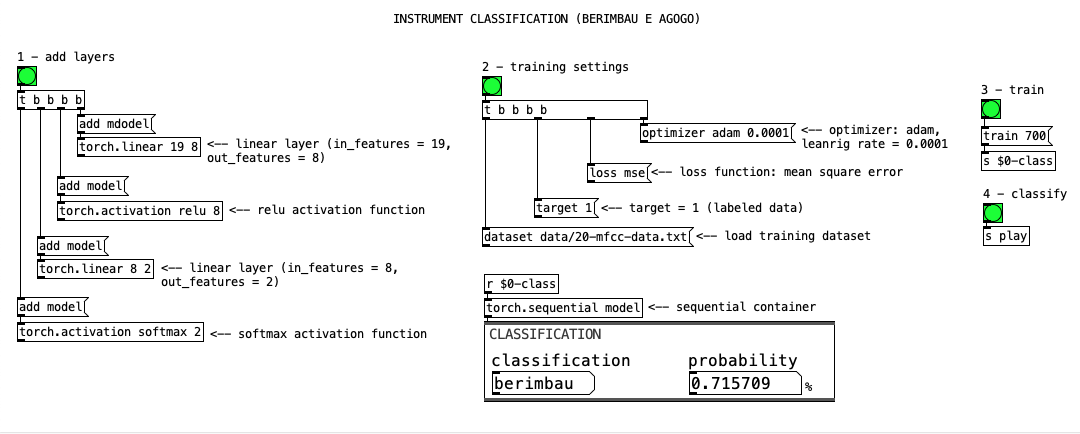 INSTRUMENT CLASSIFICATION (BERIMBAU E AGOGO)
1 - add layers
t b b b b
add mdodel
torch.linear 19 8
<-- linear layer (in_features = 19,
out_features = 8)
add model
torch.activation relu 8
<-- relu activation function
add model
torch.linear 8 2
<-- linear layer (in_features = 8,
out_features = 2)
add model
torch.activation softmax 2
<-- softmax activation function
2 - training settings
t b b b b
optimizer adam 0.0001
<-- optimizer: adam,
leanrig rate = 0.0001
loss mse
<-- loss function: mean square error
target 1
<-- target = 1 (labeled data)
dataset data/20-mfcc-data.txt
<-- load training dataset
r $0-class
torch.sequential model
<-- sequential container
CLASSIFICATION
classification
probability
berimbau
0.715709
%
3 - train
train 700
s $0-class
4 - classify
s play